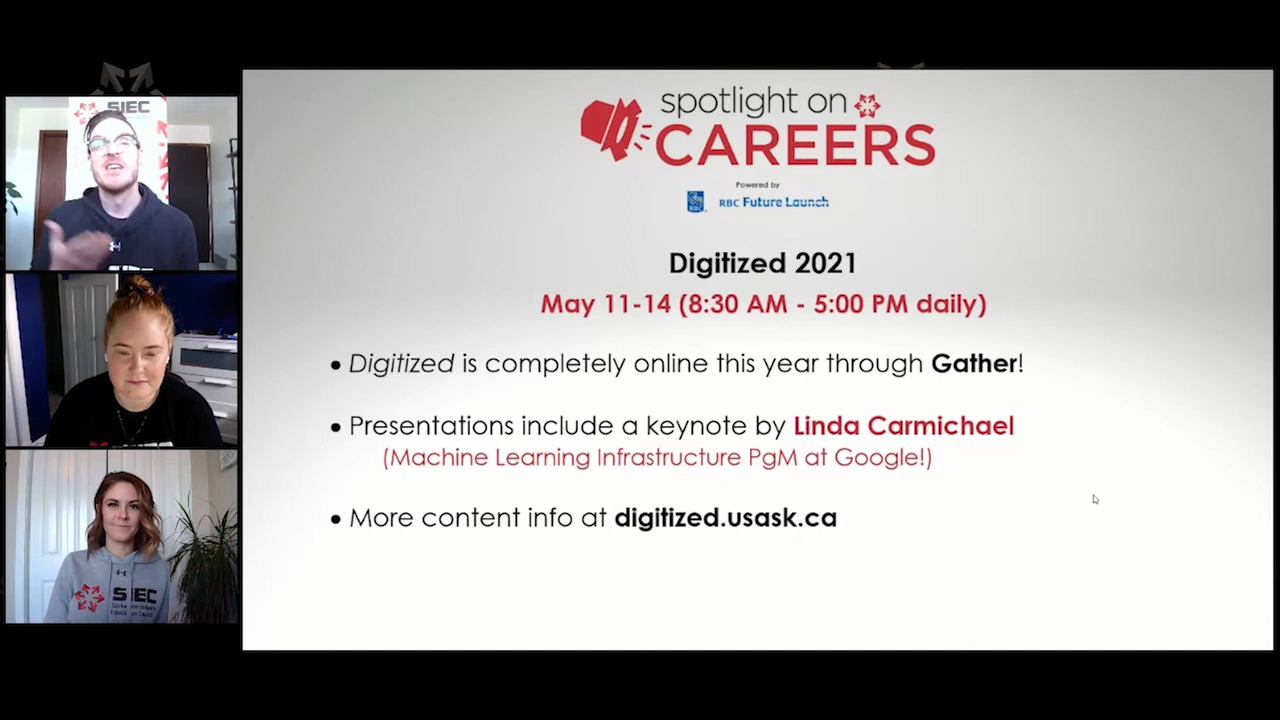 SIEC
spotlight on
CAREERS
Powered by
RBC
RBC Future Launch
Digitized 2021
May 11-14 (8:30 AM - 5:00 PM daily)
• Digitized is completely online this year through Gather!
• Presentations include a keynote by Linda Carmichael
(Machine Learning Infrastructure PgM at Google!)
• More content info at digitized.usask.ca
SIEC